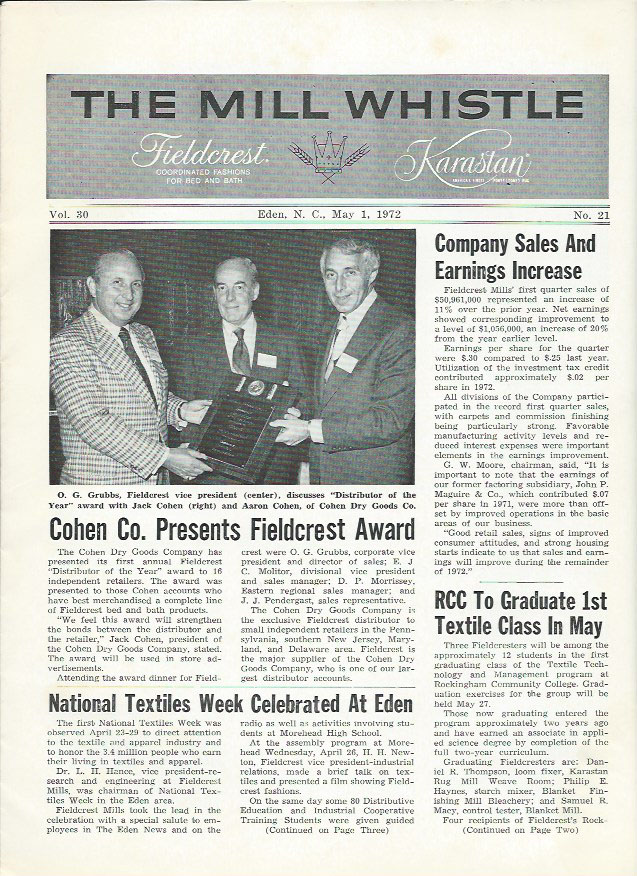 THE MILL WHISTLE
Fieldcrest
COORDINATED FASHIONS
FOR BED AND BATH
Karastan
Vol. 30 Eden, N. C., May 1, 1972 No. 21
O. G. Grubbs, Fieldcrest vice president (center), discusses "Distributor of the
Year" award with Jack Cohen (right) and Aaron Cohen, of Cohen Dry Goods Co.
Cohen Co. Presents Fieldcrest Award
The Cohen Dry Goods Company has
presented its first annual Fieldcrest
"Distributor of the Year" award to 16
independent retailers. The award was
presented to those Cohen accounts who
have best merchandised a complete line
of Fieldcrest bed and bath products.
"We feel this award will strengthen
the bonds between the distributor and
the retailer," Jack Cohen, president of
the Cohen Dry Goods Company, stated.
The award will be used in store ad-
vertisements.
Attending the award dinner for Field-
crest were O. G. Grubbs, corporate vice
president and director of sales; E. J
C. Molitor, divisional vice president
and sales manager; D. P. Morrissey,
Eastern regional sales manager; and
J. J. Pendergast, sales representative.
The Cohen Dry Goods Company is
the exclusive Fieldcrest distributor to
small independent retailers in the Penn-
sylvania, southern New Jersey, Mary-
land, and Delaware area. Fieldcrest is
the major supplier of the Cohen Dry
Goods Company, who is one of our lar-
gest distributor accounts.
National Textiles Week Celebrated At Eden
The first National Textiles Week was
observed April 23-29 to direct attention
to the textile and apparel industry and
to honor the 3.4 million people who earn
their living in textiles and apparel.
Dr. L. H. Hance, vice president-re-
search and engineering at Fieldcrest
Mills, was chairman of National Tex-
tiles Week in the Eden area.
Fieldcrest Mills took the lead in the
celebration with a special salute to em-
ployees in The Eden News and on the
radio as well as activities involving stu-
dents at Morehead High School.
At the assembly program at More-
head Wednesday, April 26, H. H. New-
ton, Fieldcrest vice president-industrial
relations, made a brief talk on tex-
tiles and presented a film showing Field-
crest fashions.
On the same day some 80 Distributive
Education and Industrial Cooperative
Training Students were given guided
(Continued on Page Three)
Company Sales And
Earnings Increase
Fieldcrest Mills' first quarter sales of
$50,961,000 represented an increase of
11% over the prior year. Net earnings
showed corresponding improvement to
a level of $1,056,000, an increase of 20%
from the year earlier level.
Earnings per share for the quarter
were $.30 compared to $.25 last year.
Utilization of the investment tax credit
contributed approximately $.02 per
share in 1972.
All divisions of the Company partici-
pated in the record first quarter sales,
with carpets and commission finishing
being particularly strong. Favorable
manufacturing activity levels and re-
duced interest expenses were important
elements in the earnings improvement.
G. W. Moore, chairman, said, "It is
important to note that the earnings of
our former factoring subsidiary, John P.
Maguire & Co., which contributed $.07
per share in 1971, were more than off-
set by improved operations in the basic
areas of our business.
"Good retail sales, signs of improved
consumer attitudes, and strong housing
starts indicate to us that sales and earn-
ings will improve during the remainder
of 1972."
RCC To Graduate 1st
Textile Class In May
Three Fieldcresters will be among the
approximately 12 students in the first
graduating class of the Textile Tech-
nology and Management program at
Rockingham Community College. Grad-
uation exercises for the group will be
held May 27.
Those now graduating entered the
program approximately two years ago
and have earned an associate in appli-
ed science degree by completion of the
full two-year curriculum.
Graduating Fieldcresters are: Dan-
iel R. Thompson, loom fixer, Karastan
Rug Mill Weave Room; Philip E.
Haynes, starch mixer, Blanket Fin-
ishing Mill Bleachery; and Samuel R.
Macy, control tester, Blanket Mill.
Four recipients of Fieldcrest's Rock-
(Continued on Page Two)